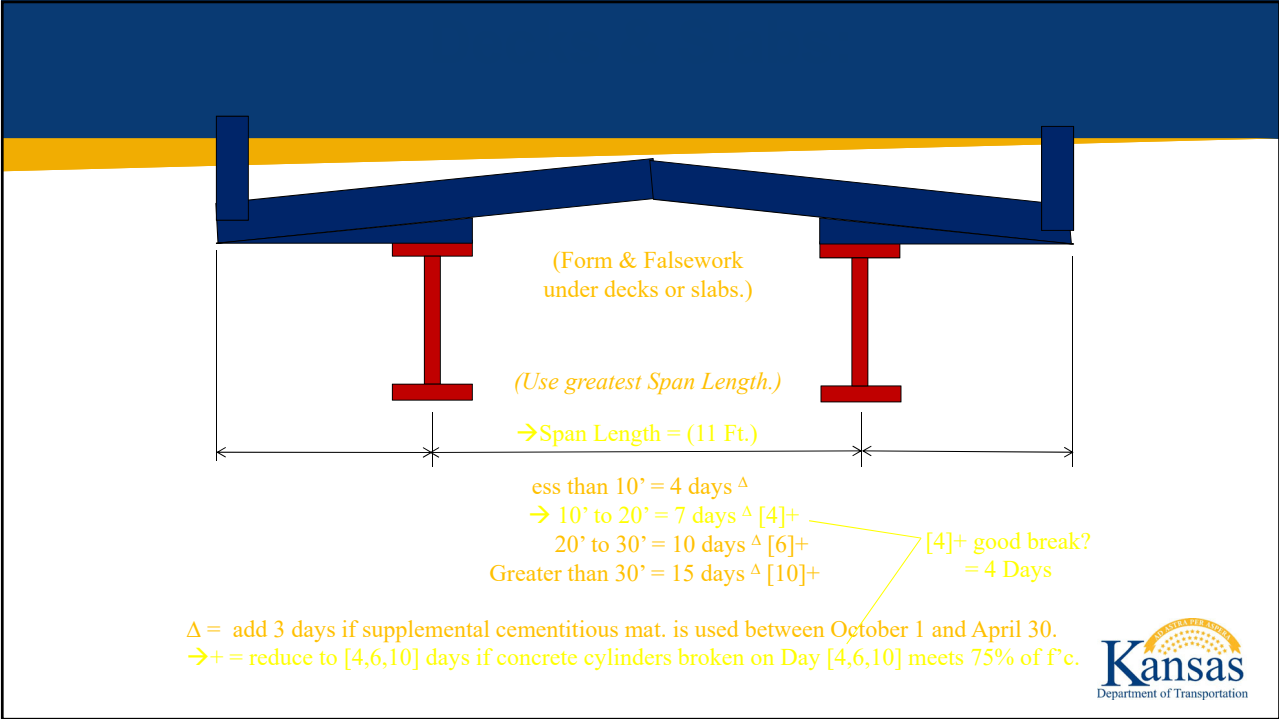 (Form & Falsework
under decks or slabs.)
(Use greatest Span Length.)
→Span Length = (11 Ft.)
ess than 10’ = 4 days Δ
→ 10’ to 20’ = 7 days Δ [4]+
20’ to 30’ = 10 days Δ [6]+
Greater than 30’ = 15 days Δ [10]+
[4]+ good break?
= 4 Days
Δ = add 3 days if supplemental cementitious mat. is used between October 1 and April 30.
→+ = reduce to [4,6,10] days if concrete cylinders broken on Day [4,6,10] meets 75% of f’c.
AD ASTRA PER ASPERA
Kansas
Department of Transportation